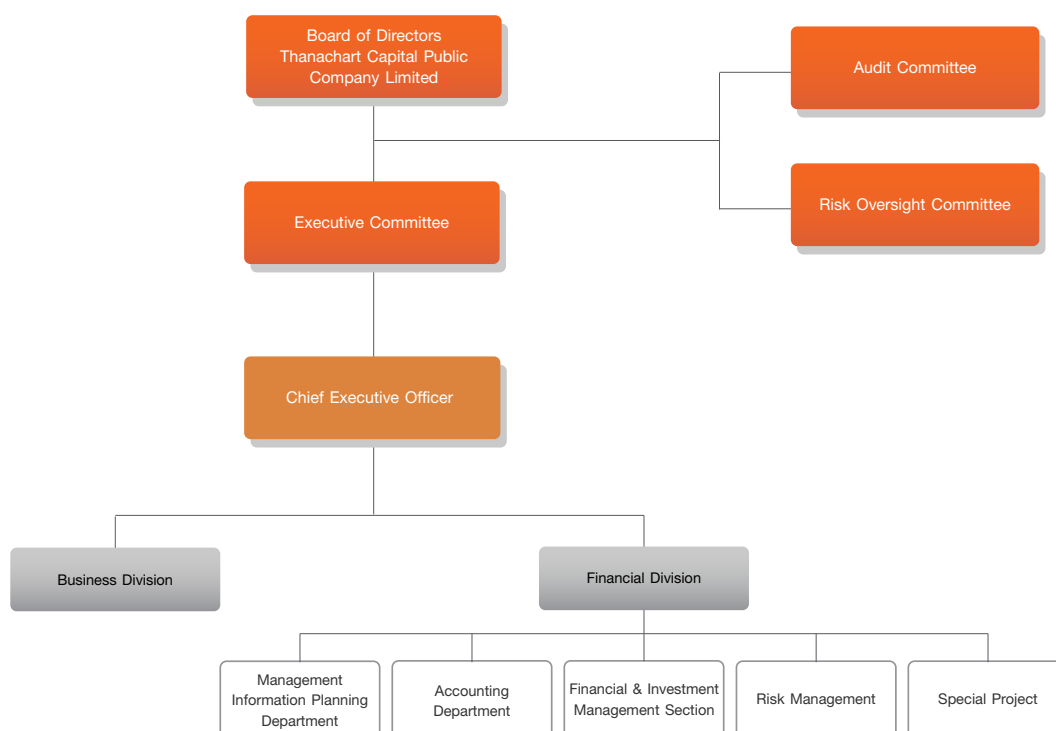 Board of Directors
Thanachart Capital Public
Company Limited
Audit Committee
Executive Committee
Risk Oversight Committee
Chief Executive Officer
Business Division
Financial Division
Management
Information Planning
Department
Accounting
Department
Financial & Investment
Management Section
Risk Management
Special Project